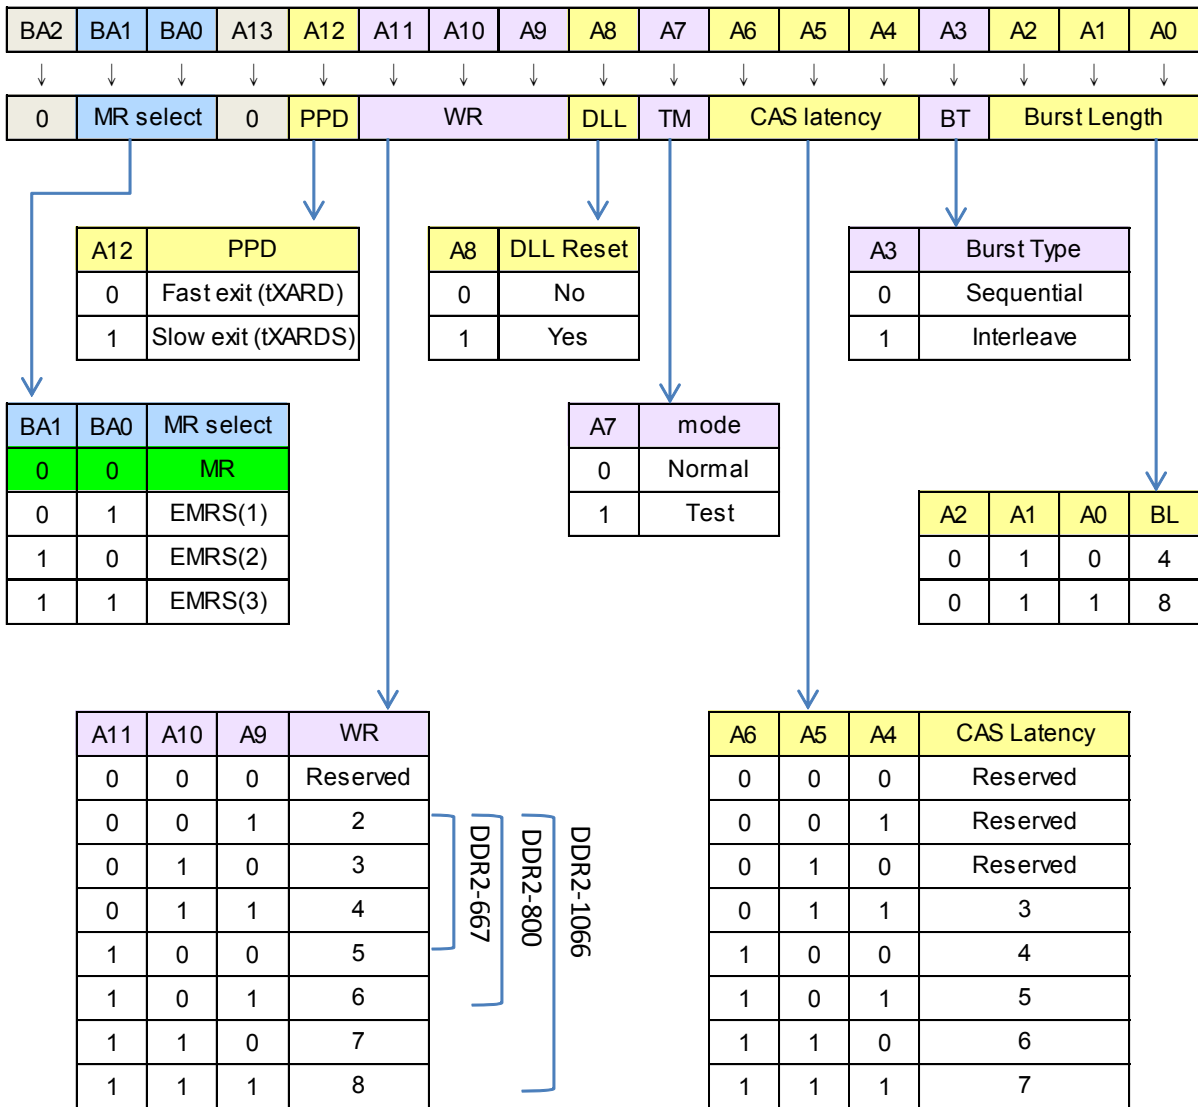 BA2 BA1 BA0 A13 A12 A11 A10 A9 A8 A7 A6 A5 A4 A3 A2 A1 A0
0 MR select 0 PPD WR DLL TM CAS latency BT Burst Length
A12 PPD
0 Fast exit (tXARD)
1 Slow exit (tXARDS)
A8 DLL Reset
0 No
1 Yes
A3 Burst Type
0 Sequential
1 Interleave
BA1 BA0 MR select
0 0 MR
0 1 EMRS(1)
1 0 EMRS(2)
1 1 EMRS(3)
A7 mode
0 Normal
1 Test
A2 A1 A0 BL
0 1 0 4
0 1 1 8
A11 A10 A9 WR
0 0 0 Reserved
0 0 1 2
0 1 0 3
0 1 1 4
1 0 0 5
1 0 1 6
1 1 0 7
1 1 1 8
DDR2-667
DDR2-800
DDR2-1066
A6 A5 A4 CAS Latency
0 0 0 Reserved
0 0 1 Reserved
0 1 0 Reserved
0 1 1 3
1 0 0 4
1 0 1 5
1 1 0 6
1 1 1 7